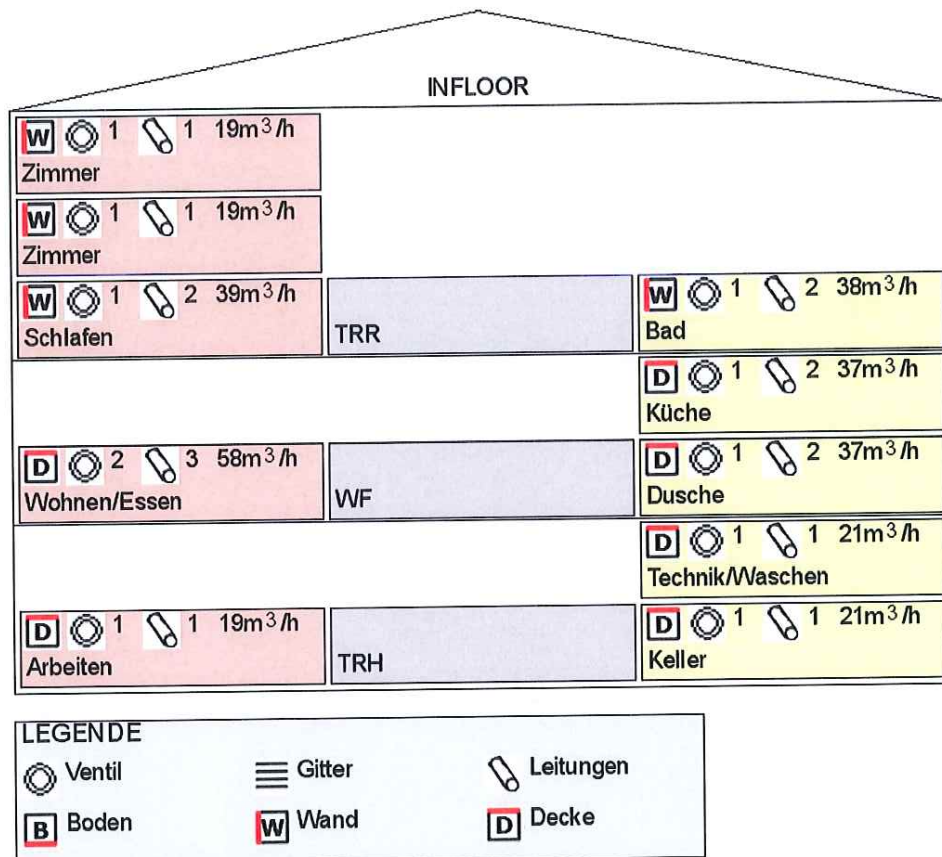 INFLOOR
W 1 1 19m³/h
Zimmer
W 1 1 19m³/h
Zimmer
W 1 2 39m³/h
Schlafen
TRR
W 1 2 38m³/h
Bad
D 1 2 37m³/h
Küche
D 2 3 58m³/h
Wohnen/Essen
WF
D 1 2 37m³/h
Dusche
D 1 1 21m³/h
Technik/Waschen
D 1 1 19m³/h
Arbeiten
TRH
D 1 1 21m³/h
Keller
LEGENDE
Ventil
Gitter
Leitungen
B Boden
W Wand
D Decke